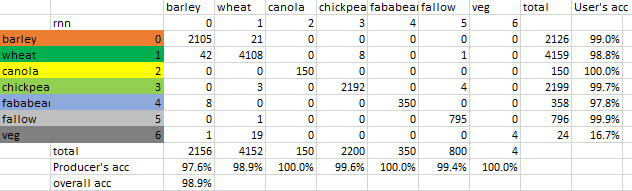 barley wheat canola chickpea fababear fallow veg total User's acc
rnn 0 1 2 3 4 5 6
barley 0 2105 21 0 0 0 0 0 2126 99.0%
wheat 1 42 4108 0 8 0 1 0 4159 98.8%
canola 2 0 0 150 0 0 0 0 150 100.0%
chickpea 3 0 3 0 2192 0 4 0 2199 99.7%
fababear 4 8 0 0 0 350 0 0 358 97.8%
fallow 5 0 1 0 0 0 795 0 796 99.9%
veg 6 1 19 0 0 0 0 4 24 16.7%
total 2156 4152 150 2200 350 800 4
Producer's acc 97.6% 98.9% 100.0% 99.6% 100.0% 99.4% 100.0%
overall acc 98.9%